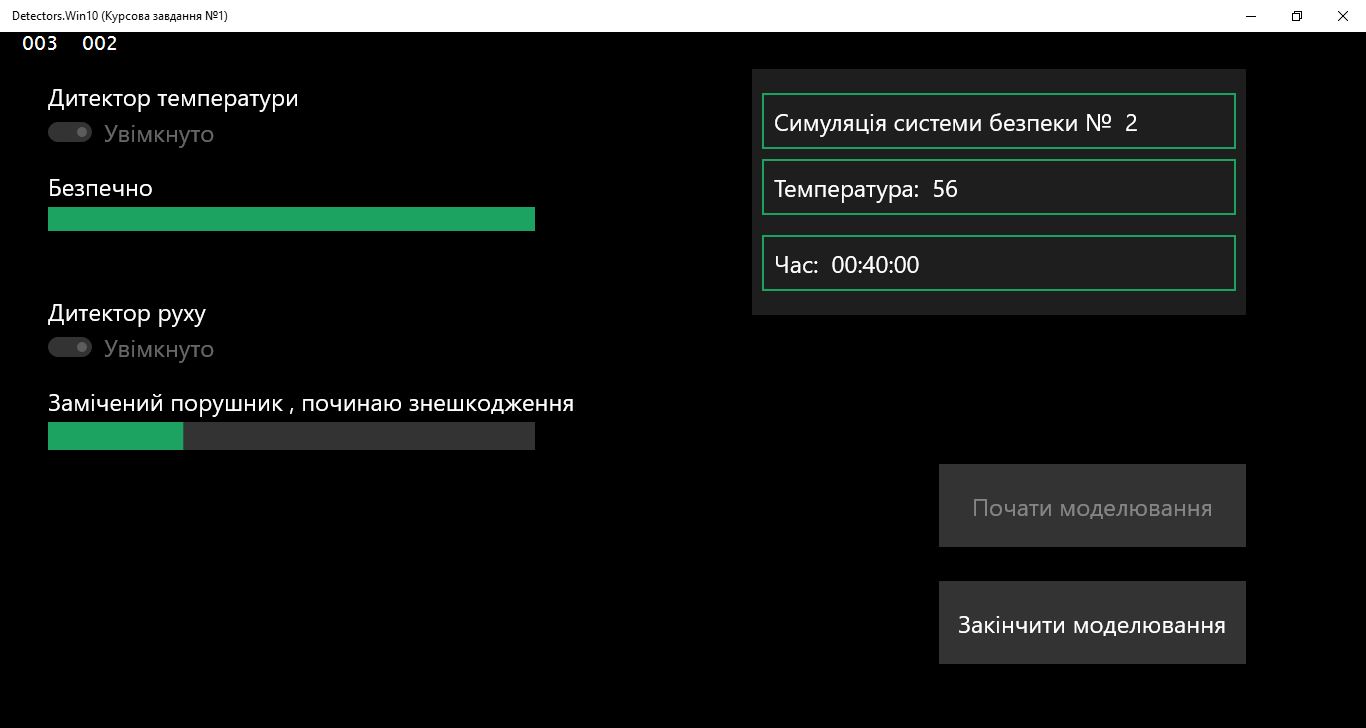 Detectors.Win10 (Курсова завдання №1)
003 002
Дитектор температури
Увімкнуто
Безпечно
Дитектор руху
Увімкнуто
Замічений порушник , починаю знешкодження
Симуляція системи безпеки № 2
Температура: 56
Час: 00:40:00
Почати моделювання
Закінчити моделювання